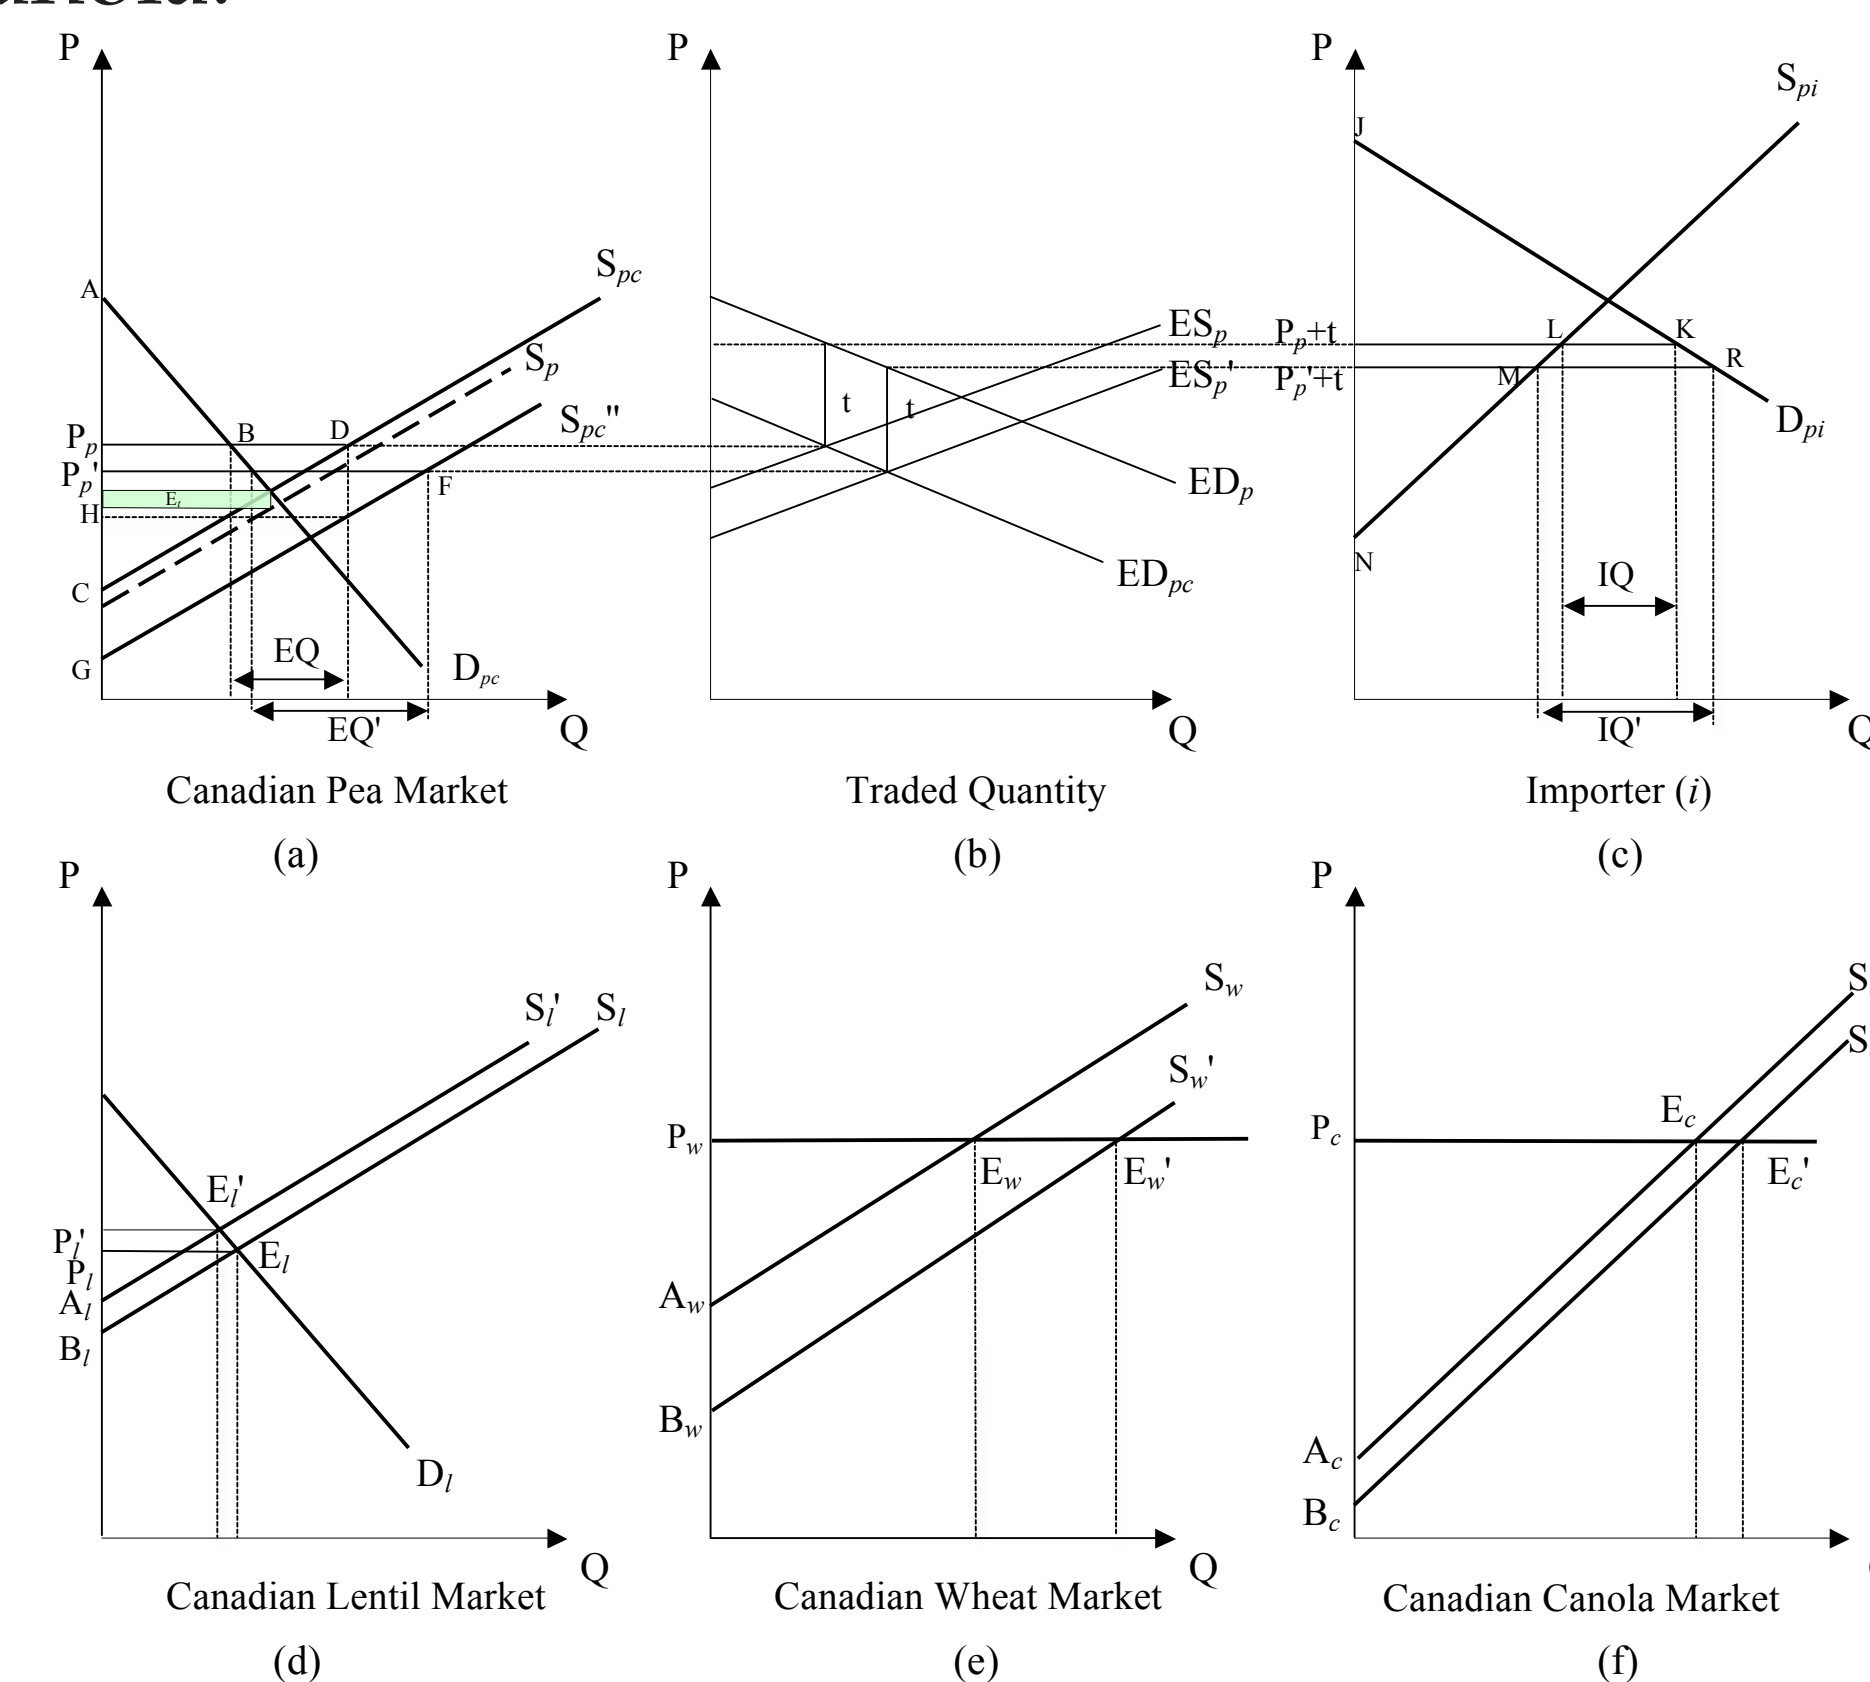 P
P
P
J
S_pi
A
S_pc
S_p
S_pc"
P_p
B
D
P_p'
F
E_t
H
C
G
EQ
EQ'
D_pc
Q
ES_p
ES_p'
t
t
ED_p
ED_pc
Q
P_p+t
P_p'+t
L
K
M
R
D_pi
N
IQ
IQ'
Q
Canadian Pea Market
Traded Quantity
Importer (i)
(a)
(b)
(c)
P
P
P
S_l'
S_l
E_l'
P_l'
P_l
E_l
A_l
B_l
D_l
Q
S_w
S_w'
P_w
E_w
E_w'
A_w
B_w
Q
S
S
P_c
E_c
E_c'
A_c
B_c
Canadian Lentil Market
Canadian Wheat Market
Canadian Canola Market
(d)
(e)
(f)